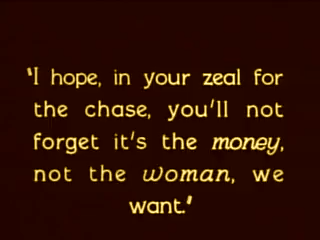 "I hope, in your zeal for
the chase, you'll not
forget it's the money,
not the woman, we
want."